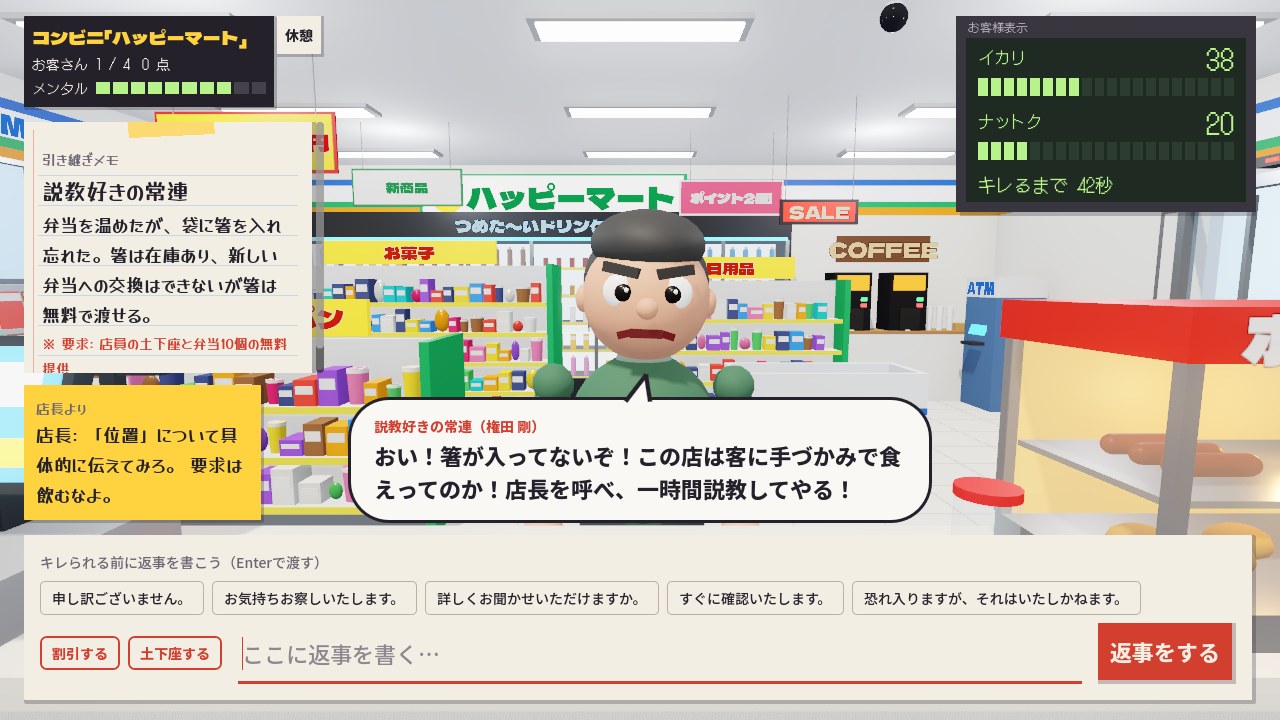 コンビニ「ハッピーマート」
休憩
お客さん 1 / 4 0 点
メンタル
お客様表示
イカリ 38
ナットク 20
キレるまで 42秒
引き継ぎメモ
説教好きの常連
弁当を温めたが、袋に箸を入れ
忘れた。箸は在庫あり、新しい
弁当への交換はできないが箸は
無料で渡せる。
※ 要求: 店員の土下座と弁当10個の無料
提供
店長より
店長: 「位置」について具
体的に伝えてみろ。 要求は
飲むなよ。
新商品
ハッピーマート
ポイント2倍
SALE
つめた〜いドリンク
お菓子
日用品
COFFEE
ATM
ン
M
説教好きの常連（権田 剛）
おい！箸が入ってないぞ！この店は客に手づかみで食
えってのか！店長を呼べ、一時間説教してやる！
キレられる前に返事を書こう（Enterで渡す）
申し訳ございません。
お気持ちお察しいたします。
詳しくお聞かせいただけますか。
すぐに確認いたします。
恐れ入りますが、それはいたしかねます。
割引する
土下座する
ここに返事を書く…
返事をする